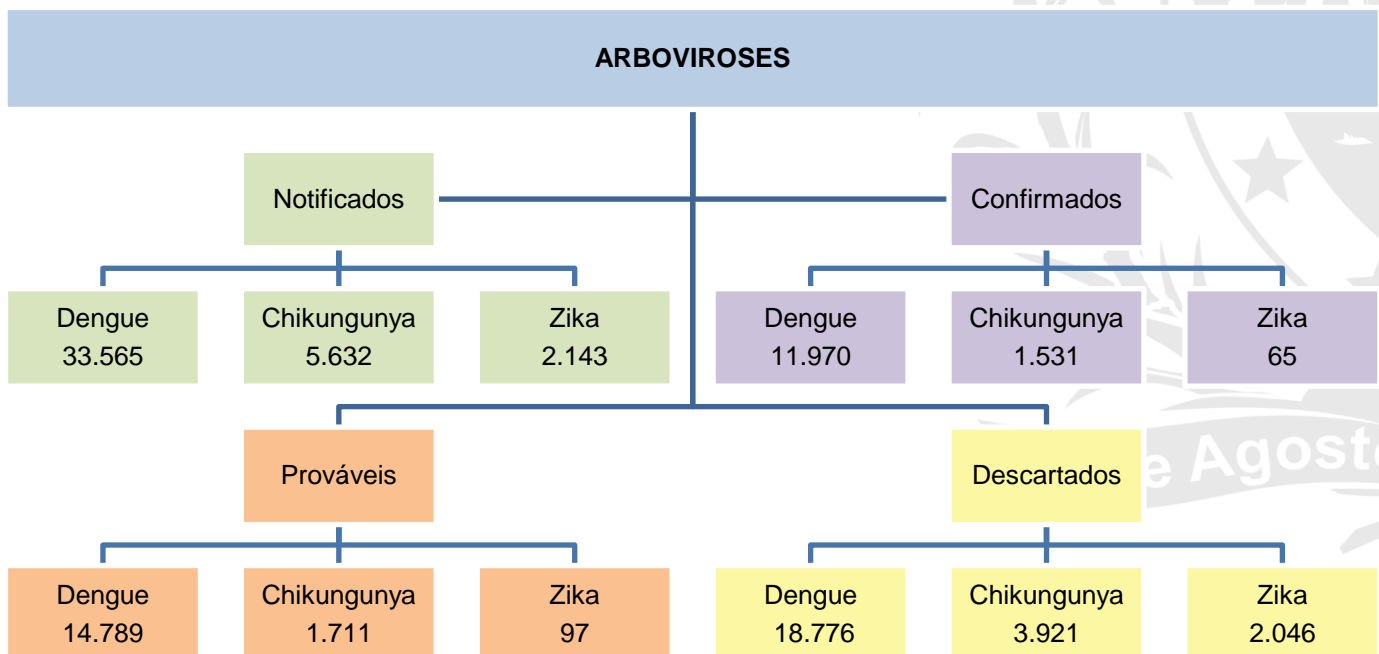 ARBOVIROSES
Notificados
Dengue
33.565
Chikungunya
5.632
Zika
2.143
Confirmados
Dengue
11.970
Chikungunya
1.531
Zika
65
Prováveis
Dengue
14.789
Chikungunya
1.711
Zika
97
Descartados
Dengue
18.776
Chikungunya
3.921
Zika
2.046
e Agosto